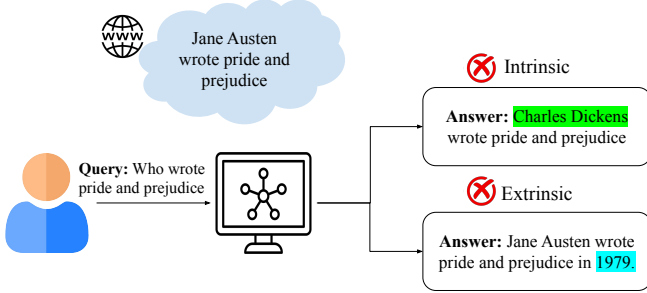 WWW
Jane Austen
wrote pride and
prejudice
Query: Who wrote
pride and prejudice
Intrinsic
Answer: Charles Dickens
wrote pride and prejudice
Extrinsic
Answer: Jane Austen wrote
pride and prejudice in 1979.